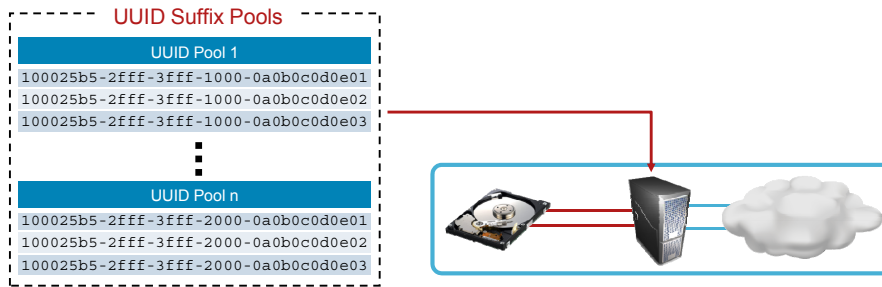 UUID Suffix Pools
UUID Pool 1
100025b5-2fff-3fff-1000-0a0b0c0d0e01
100025b5-2fff-3fff-1000-0a0b0c0d0e02
100025b5-2fff-3fff-1000-0a0b0c0d0e03
UUID Pool n
100025b5-2fff-3fff-2000-0a0b0c0d0e01
100025b5-2fff-3fff-2000-0a0b0c0d0e02
100025b5-2fff-3fff-2000-0a0b0c0d0e03